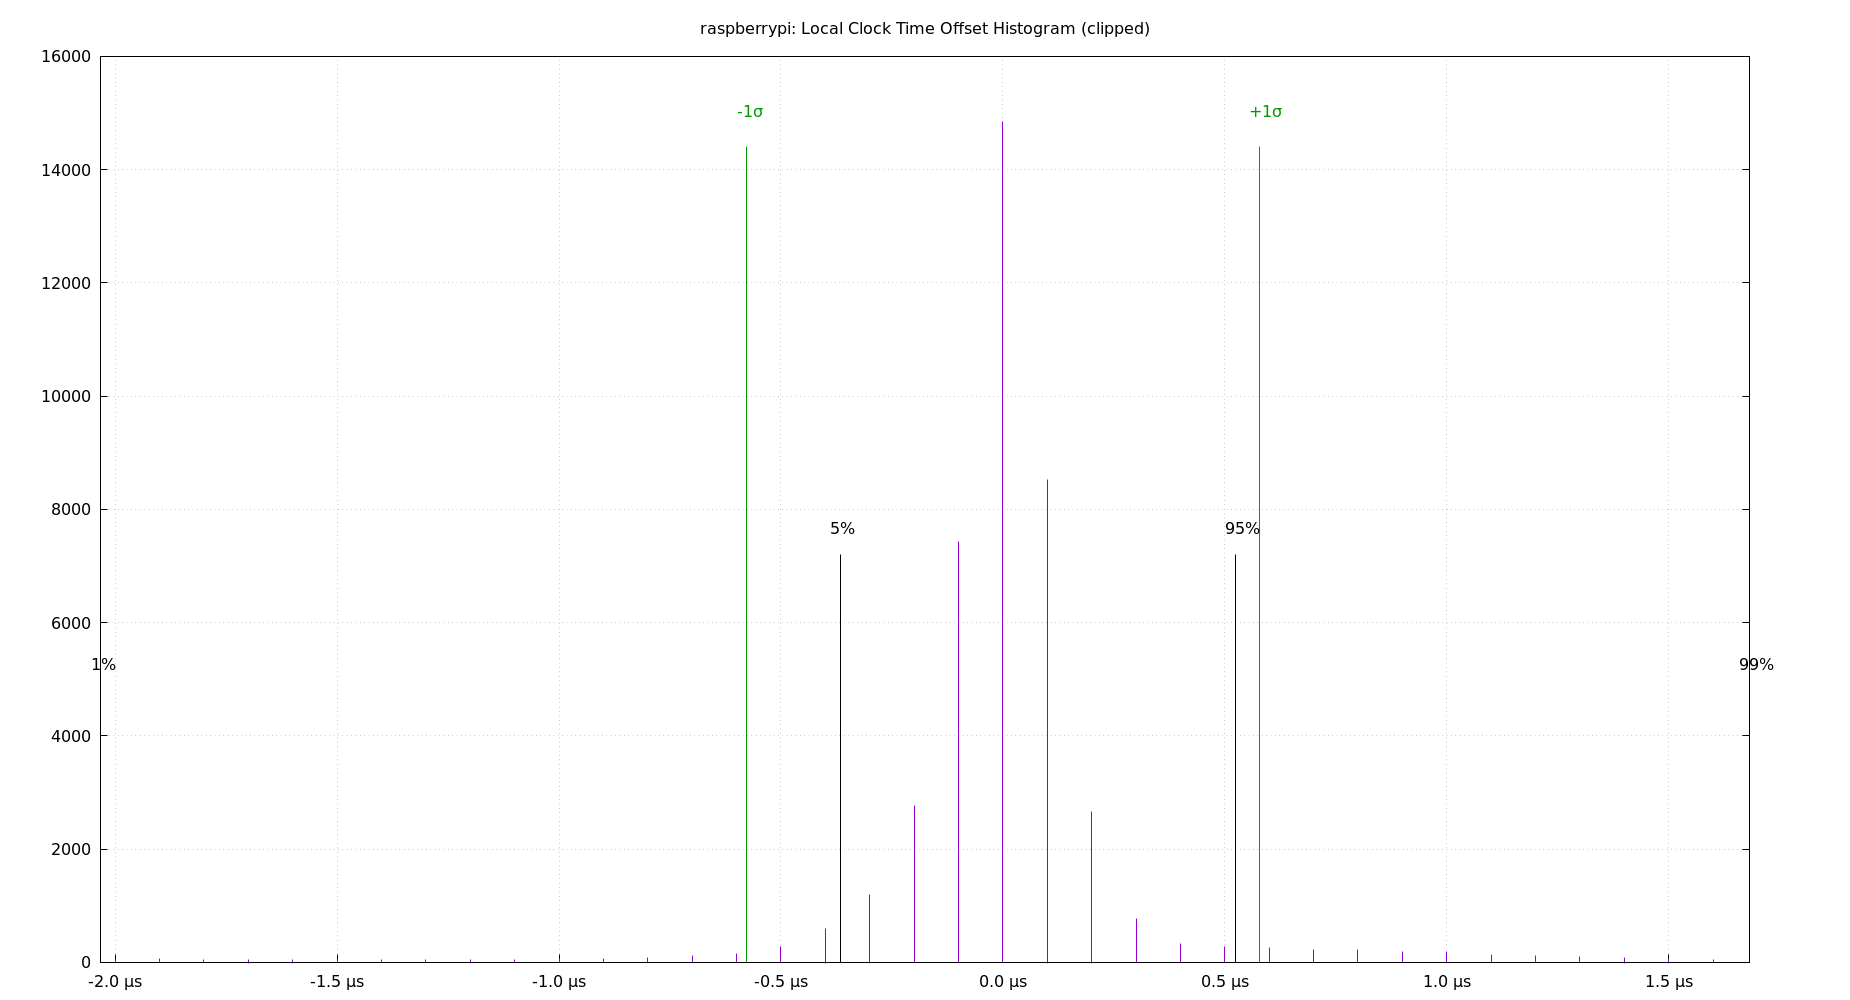 raspberrypi: Local Clock Time Offset Histogram (clipped)
16000
-1σ
+1σ
14000
12000
10000
8000
5%
95%
6000
1%
99%
4000
2000
0
-2.0 µs
-1.5 µs
-1.0 µs
-0.5 µs
0.0 µs
0.5 µs
1.0 µs
1.5 µs